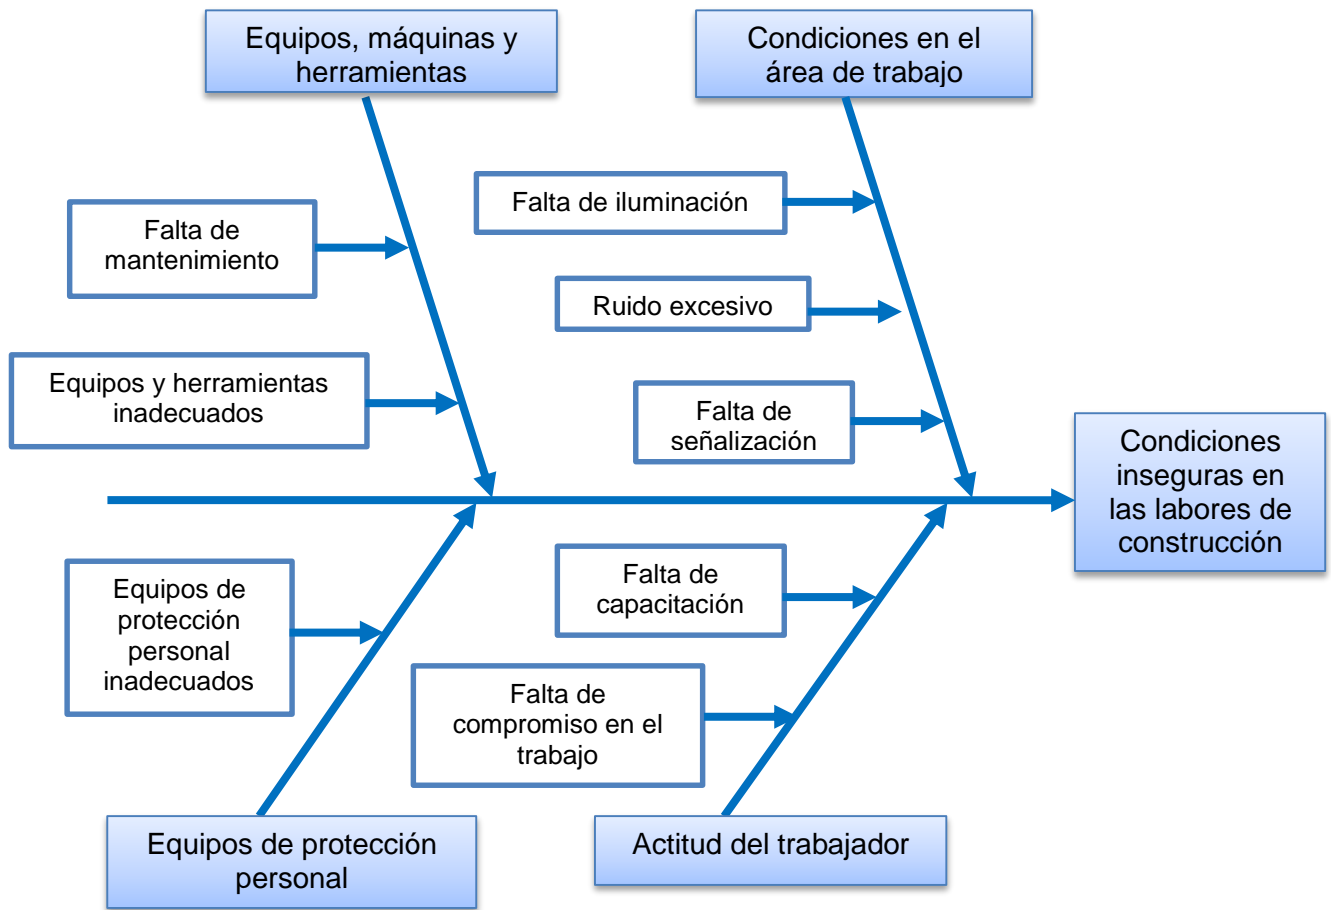 Equipos, máquinas y
herramientas
Condiciones en el
área de trabajo
Falta de iluminación
Falta de
mantenimiento
Ruido excesivo
Equipos y herramientas
inadecuados
Falta de
señalización
Condiciones
inseguras en
las labores de
construcción
Equipos de
protección
personal
inadecuados
Falta de
capacitación
Falta de
compromiso en el
trabajo
Equipos de protección
personal
Actitud del trabajador